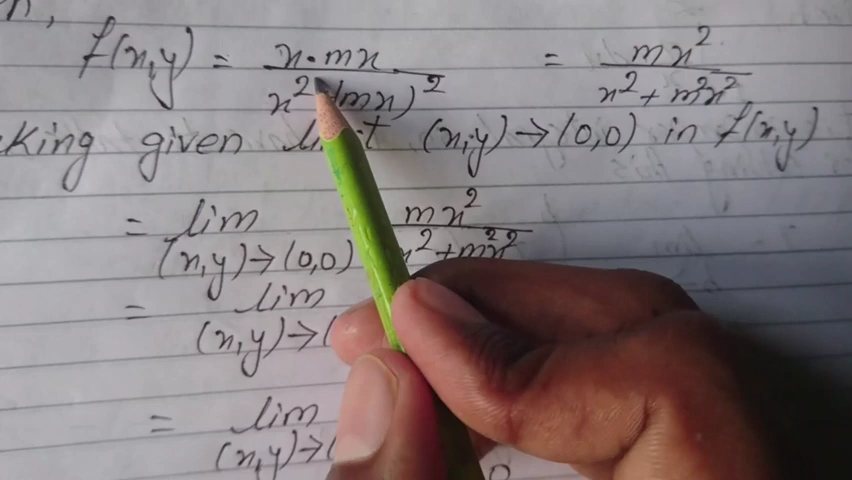 f(x,y) = x·mx / x² (mx)² = mx² / x² + m²x²
king given (x,y) → (0,0) in f(x,y)
= lim (x,y) → (0,0) mx² / x² + m²x²
= lim (x,y) →
= lim (x,y) →